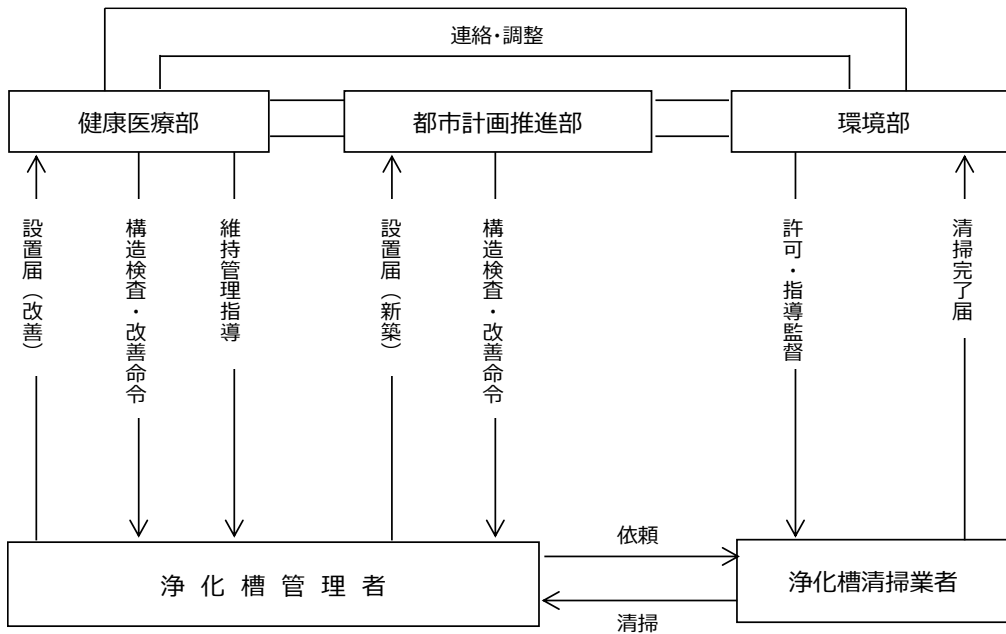 連絡・調整
健康医療部
都市計画推進部
環境部
設置届（改善）
構造検査・改善命令
維持管理指導
設置届（新築）
構造検査・改善命令
許可・指導監督
清掃完了届
依頼
浄化槽管理者
浄化槽清掃業者
清掃